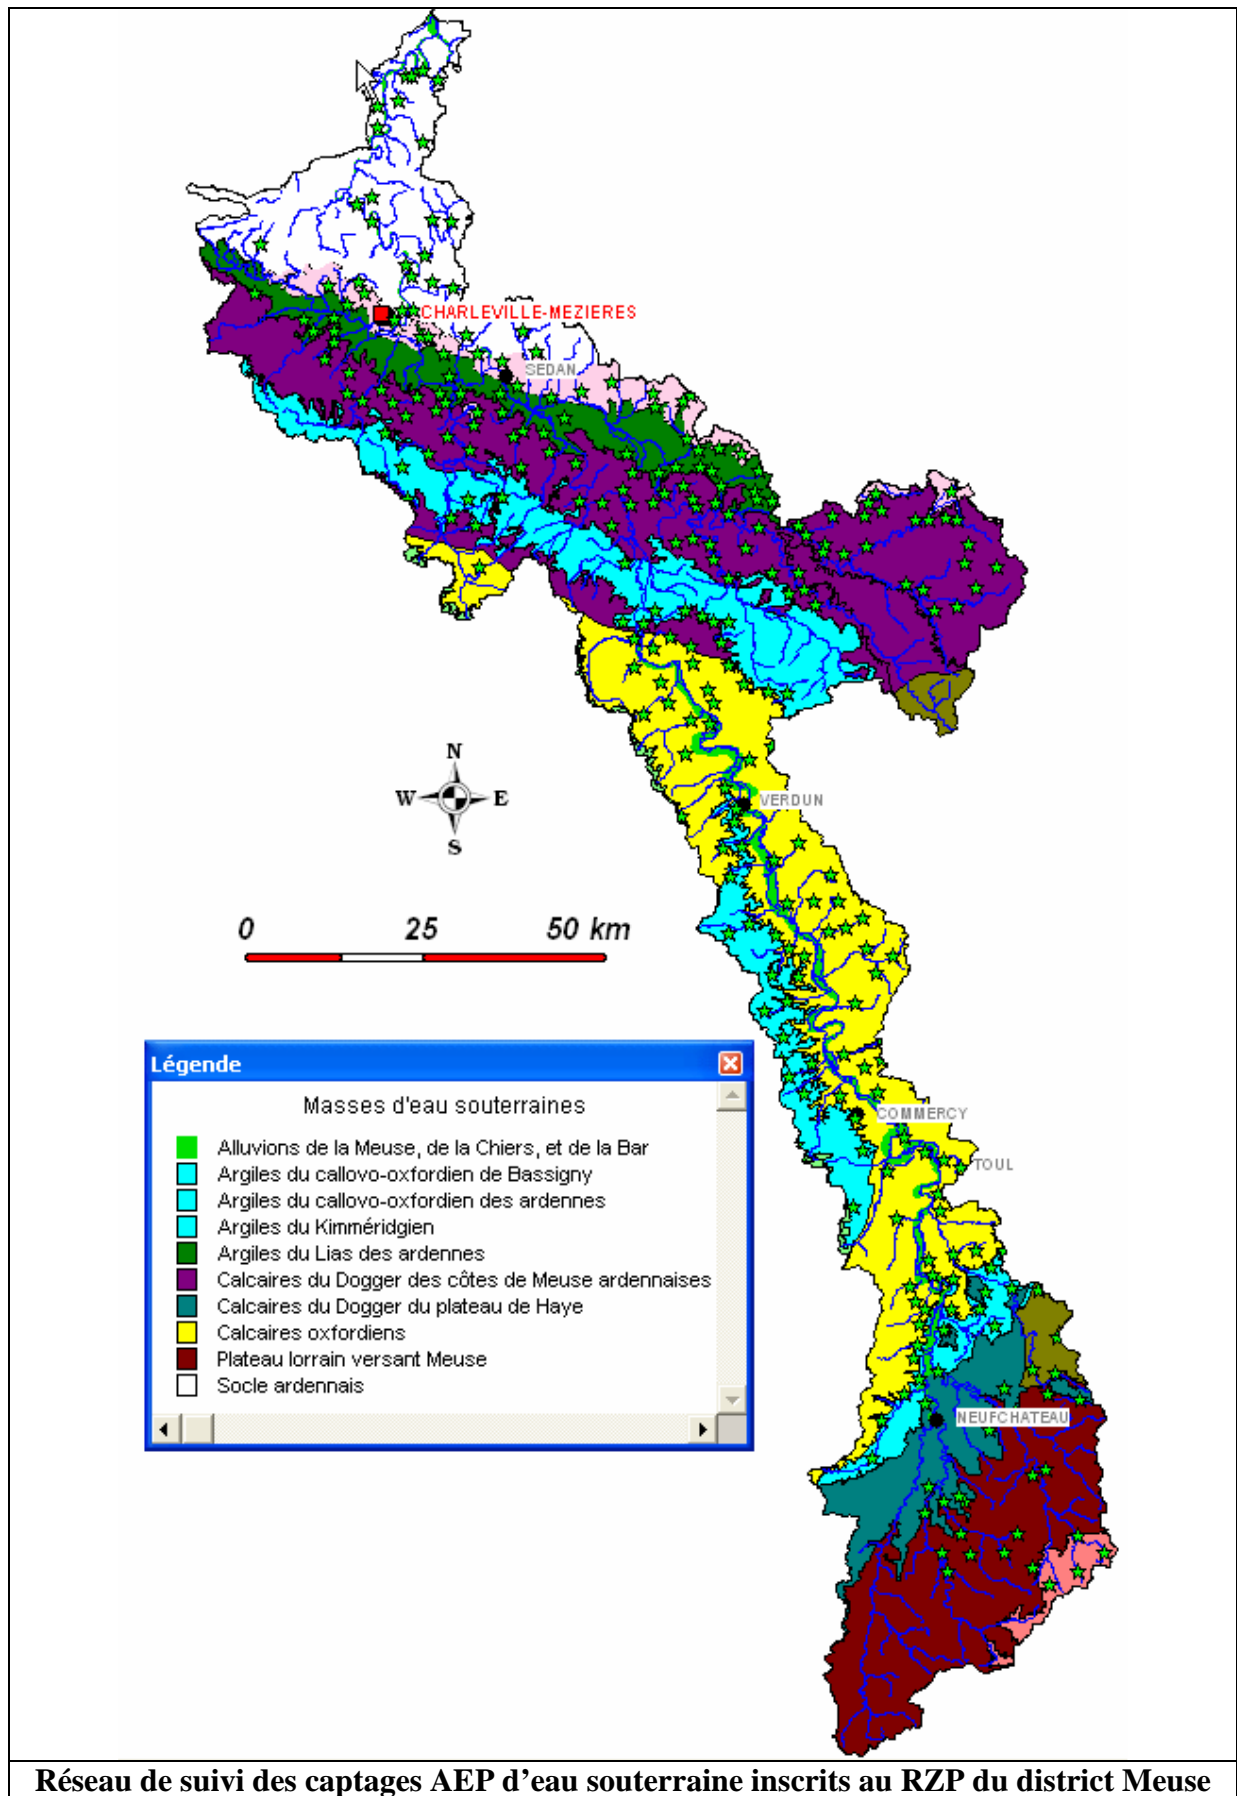 CHARLEVILLE-MEZIERES
SEDAN
N
W E
S
VERDUN
0 25 50 km
COMMERCY
TOUL
NEUFCHATEAU
Légende
Masses d'eau souterraines
Alluvions de la Meuse, de la Chiers, et de la Bar
Argiles du callovo-oxfordien de Bassigny
Argiles du callovo-oxfordien des ardennes
Argiles du Kimméridgien
Argiles du Lias des ardennes
Calcaires du Dogger des côtes de Meuse ardennaises
Calcaires du Dogger du plateau de Haye
Calcaires oxfordiens
Plateau lorrain versant Meuse
Socle ardennais
Réseau de suivi des captages AEP d'eau souterraine inscrits au RZP du district Meuse